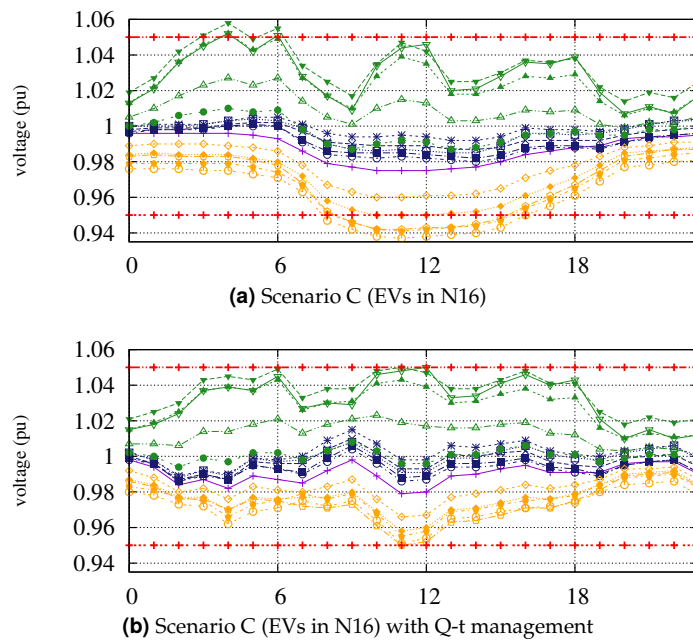 1.06
1.04
1.02
1
0.98
0.96
0.94
voltage (pu)
0 6 12 18
(a) Scenario C (EVs in N16)
1.06
1.04
1.02
1
0.98
0.96
0.94
voltage (pu)
0 6 12 18
(b) Scenario C (EVs in N16) with Q-t management